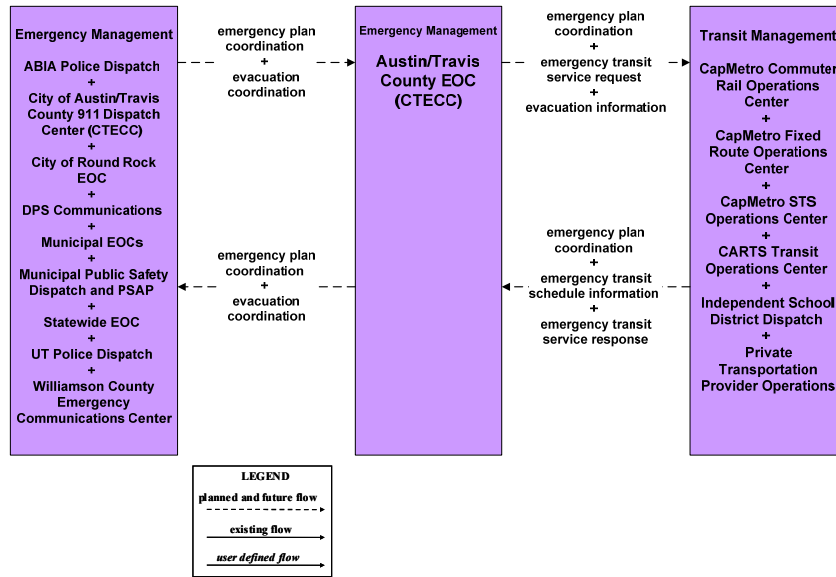 Emergency Management
ABIA Police Dispatch
+
City of Austin/Travis
County 911 Dispatch
Center (CTECC)
+
City of Round Rock
EOC
+
DPS Communications
+
Municipal EOCs
+
Municipal Public Safety
Dispatch and PSAP
+
Statewide EOC
+
UT Police Dispatch
+
Williamson County
Emergency
Communications Center
emergency plan
coordination
+
evacuation
coordination
emergency plan
coordination
+
evacuation
coordination
Emergency Management
Austin/Travis
County EOC
(CTECC)
emergency plan
coordination
+
emergency transit
service request
+
evacuation information
emergency plan
coordination
+
emergency transit
schedule information
+
emergency transit
service response
Transit Management
CapMetro Commuter
Rail Operations
Center
+
CapMetro Fixed
Route Operations
Center
+
CapMetro STS
Operations Center
+
CARTS Transit
Operations Center
+
Independent School
District Dispatch
+
Private
Transportation
Provider Operations
LEGEND
planned and future flow
existing flow
user defined flow